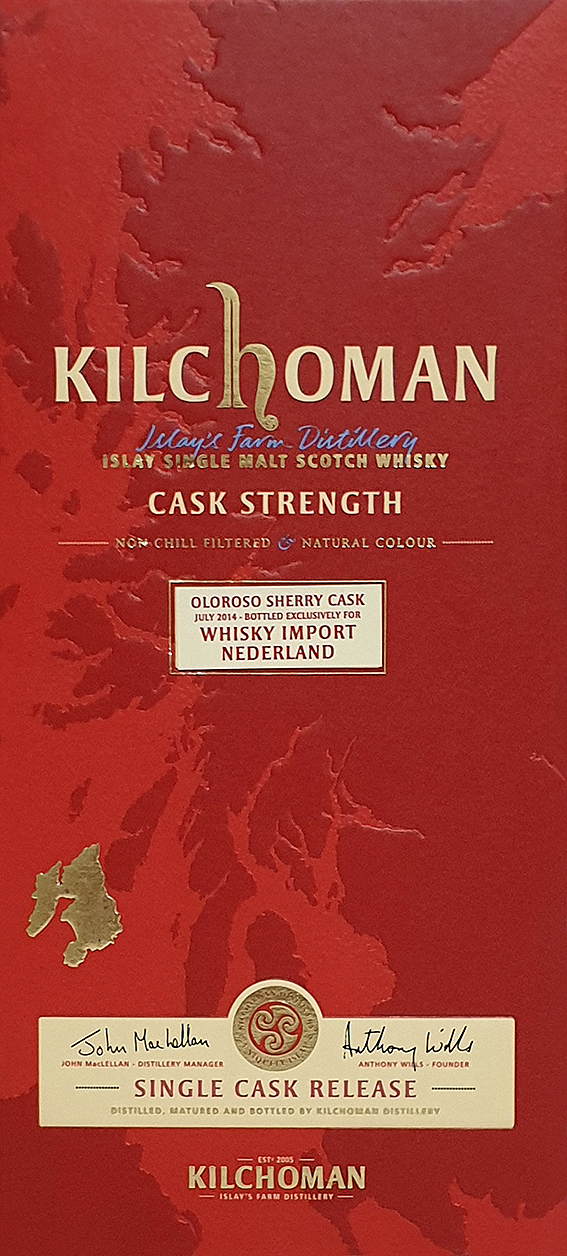 KILCHOMAN
Islay's Farm Distillery
ISLAY SINGLE MALT SCOTCH WHISKY
CASK STRENGTH
NON-CHILL FILTERED & NATURAL COLOUR
OLOROSO SHERRY CASK
JULY 2014 - BOTTLED EXCLUSIVELY FOR
WHISKY IMPORT
NEDERLAND
John MacLellan
Anthony Wills
JOHN MacLELLAN - DISTILLERY MANAGER
ANTHONY WILLS - FOUNDER
SINGLE CASK RELEASE
DISTILLED, MATURED AND BOTTLED BY KILCHOMAN DISTILLERY
ESTD 2005
KILCHOMAN
ISLAY'S FARM DISTILLERY